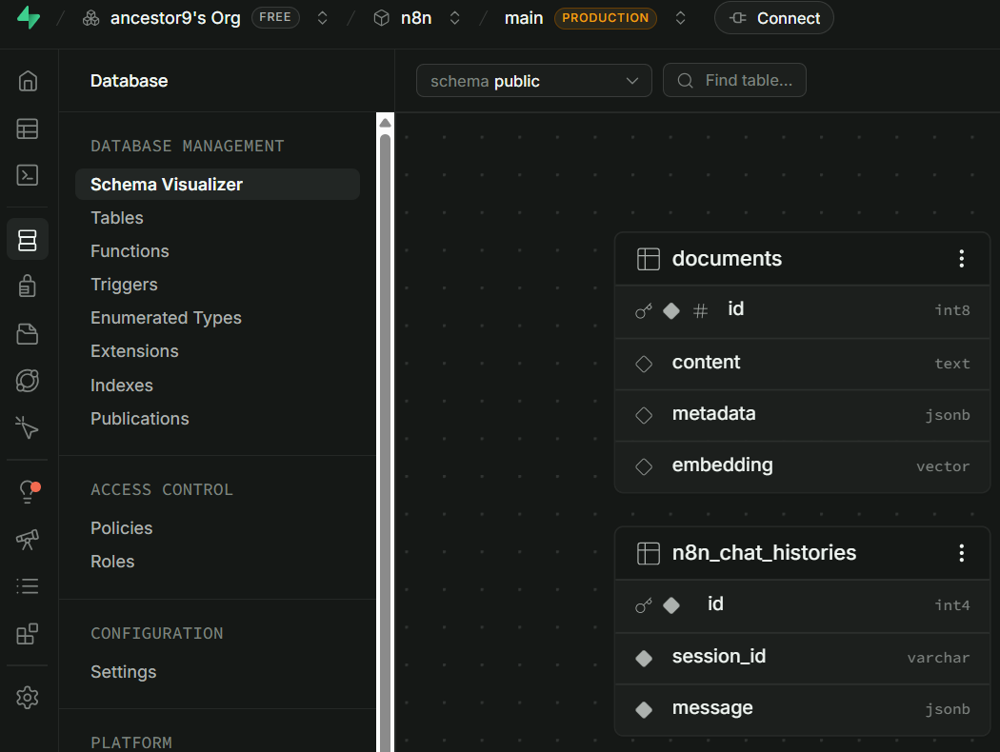 ancestor9's Org FREE / n8n / main PRODUCTION Connect
Database
schema public
Find table...
DATABASE MANAGEMENT
Schema Visualizer
Tables
Functions
Triggers
Enumerated Types
Extensions
Indexes
Publications
ACCESS CONTROL
Policies
Roles
CONFIGURATION
Settings
PLATFORM
documents
# id int8
content text
metadata jsonb
embedding vector
n8n_chat_histories
id int4
session_id varchar
message jsonb